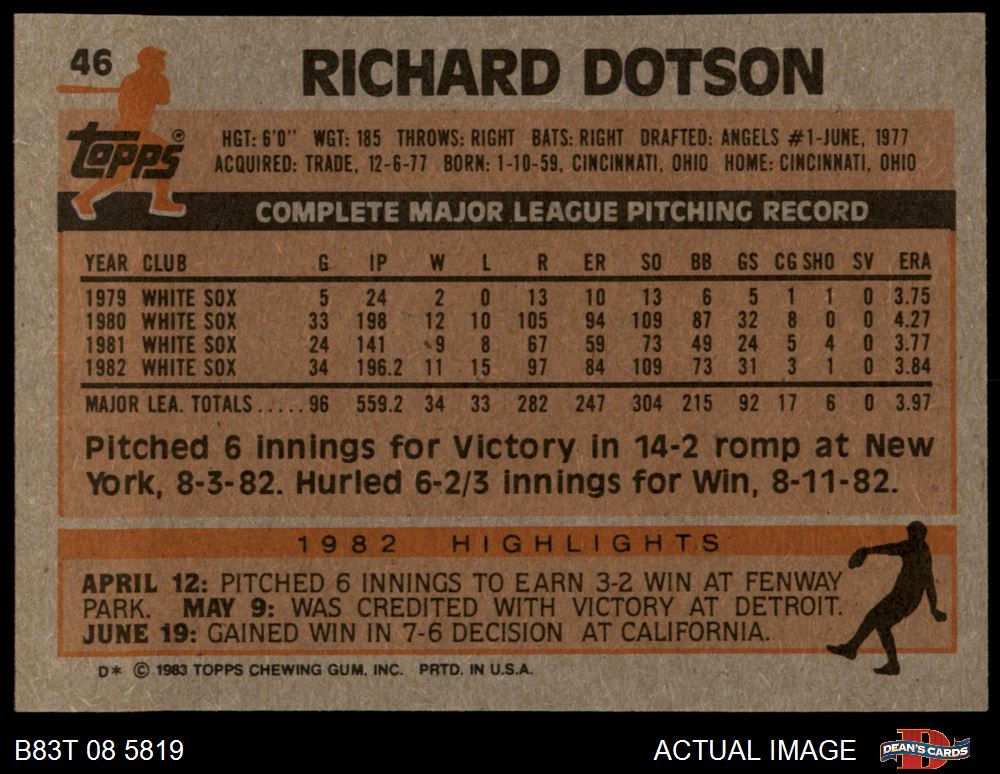 46
RICHARD DOTSON
Topps®
HGT: 6'0" WGT: 185 THROWS: RIGHT BATS: RIGHT DRAFTED: ANGELS #1-JUNE, 1977
ACQUIRED: TRADE, 12-6-77 BORN: 1-10-59, CINCINNATI, OHIO HOME: CINCINNATI, OHIO
COMPLETE MAJOR LEAGUE PITCHING RECORD
YEAR CLUB G IP W L R ER SO BB GS CG SHO SV ERA
1979 WHITE SOX 5 24 2 0 13 10 13 6 5 1 1 0 3.75
1980 WHITE SOX 33 198 12 10 105 94 109 87 32 8 0 0 4.27
1981 WHITE SOX 24 141 9 8 67 59 73 49 24 5 4 0 3.77
1982 WHITE SOX 34 196.2 11 15 97 84 109 73 31 3 1 0 3.84
MAJOR LEA. TOTALS..... 96 559.2 34 33 282 247 304 215 92 17 6 0 3.97
Pitched 6 innings for Victory in 14-2 romp at New
York, 8-3-82. Hurled 6-2/3 innings for Win, 8-11-82.
1982 HIGHLIGHTS
APRIL 12: PITCHED 6 INNINGS TO EARN 3-2 WIN AT FENWAY
PARK. MAY 9: WAS CREDITED WITH VICTORY AT DETROIT.
JUNE 19: GAINED WIN IN 7-6 DECISION AT CALIFORNIA.
D* © 1983 TOPPS CHEWING GUM, INC. PRTD. IN U.S.A.
B83T 08 5819
ACTUAL IMAGE
DEAN'S CARDS